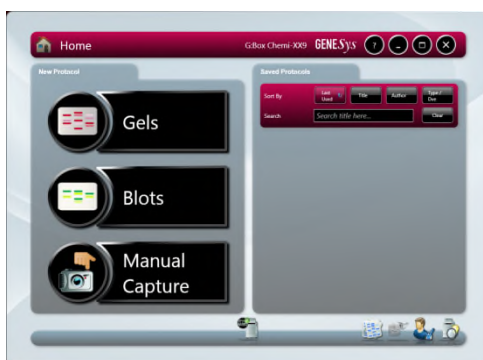 Home
G:Box Chemi-XX9 GENESys ? - X
New Protocol
Saved Protocols
Sort By
Last Used
Title
Author
Type / Dye
Search
Search title here...
Clear
Gels
Blots
Manual
Capture